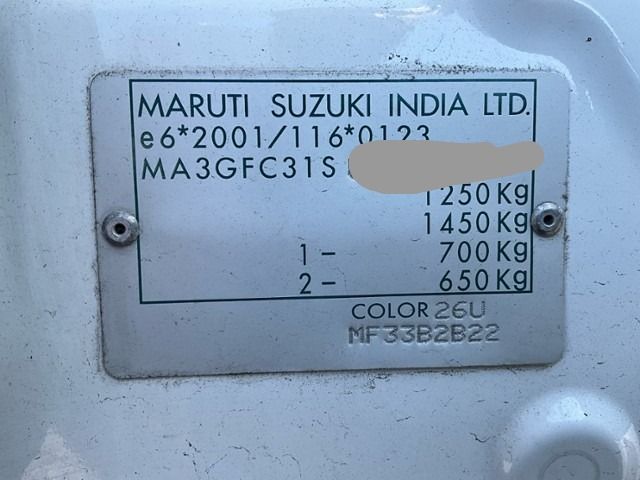 MARUTI SUZUKI INDIA LTD.
e6*2001/116*0123
MA3GFC31S
1250Kg
1450Kg
1– 700Kg
2– 650Kg
COLOR 26U
MF33B2B22